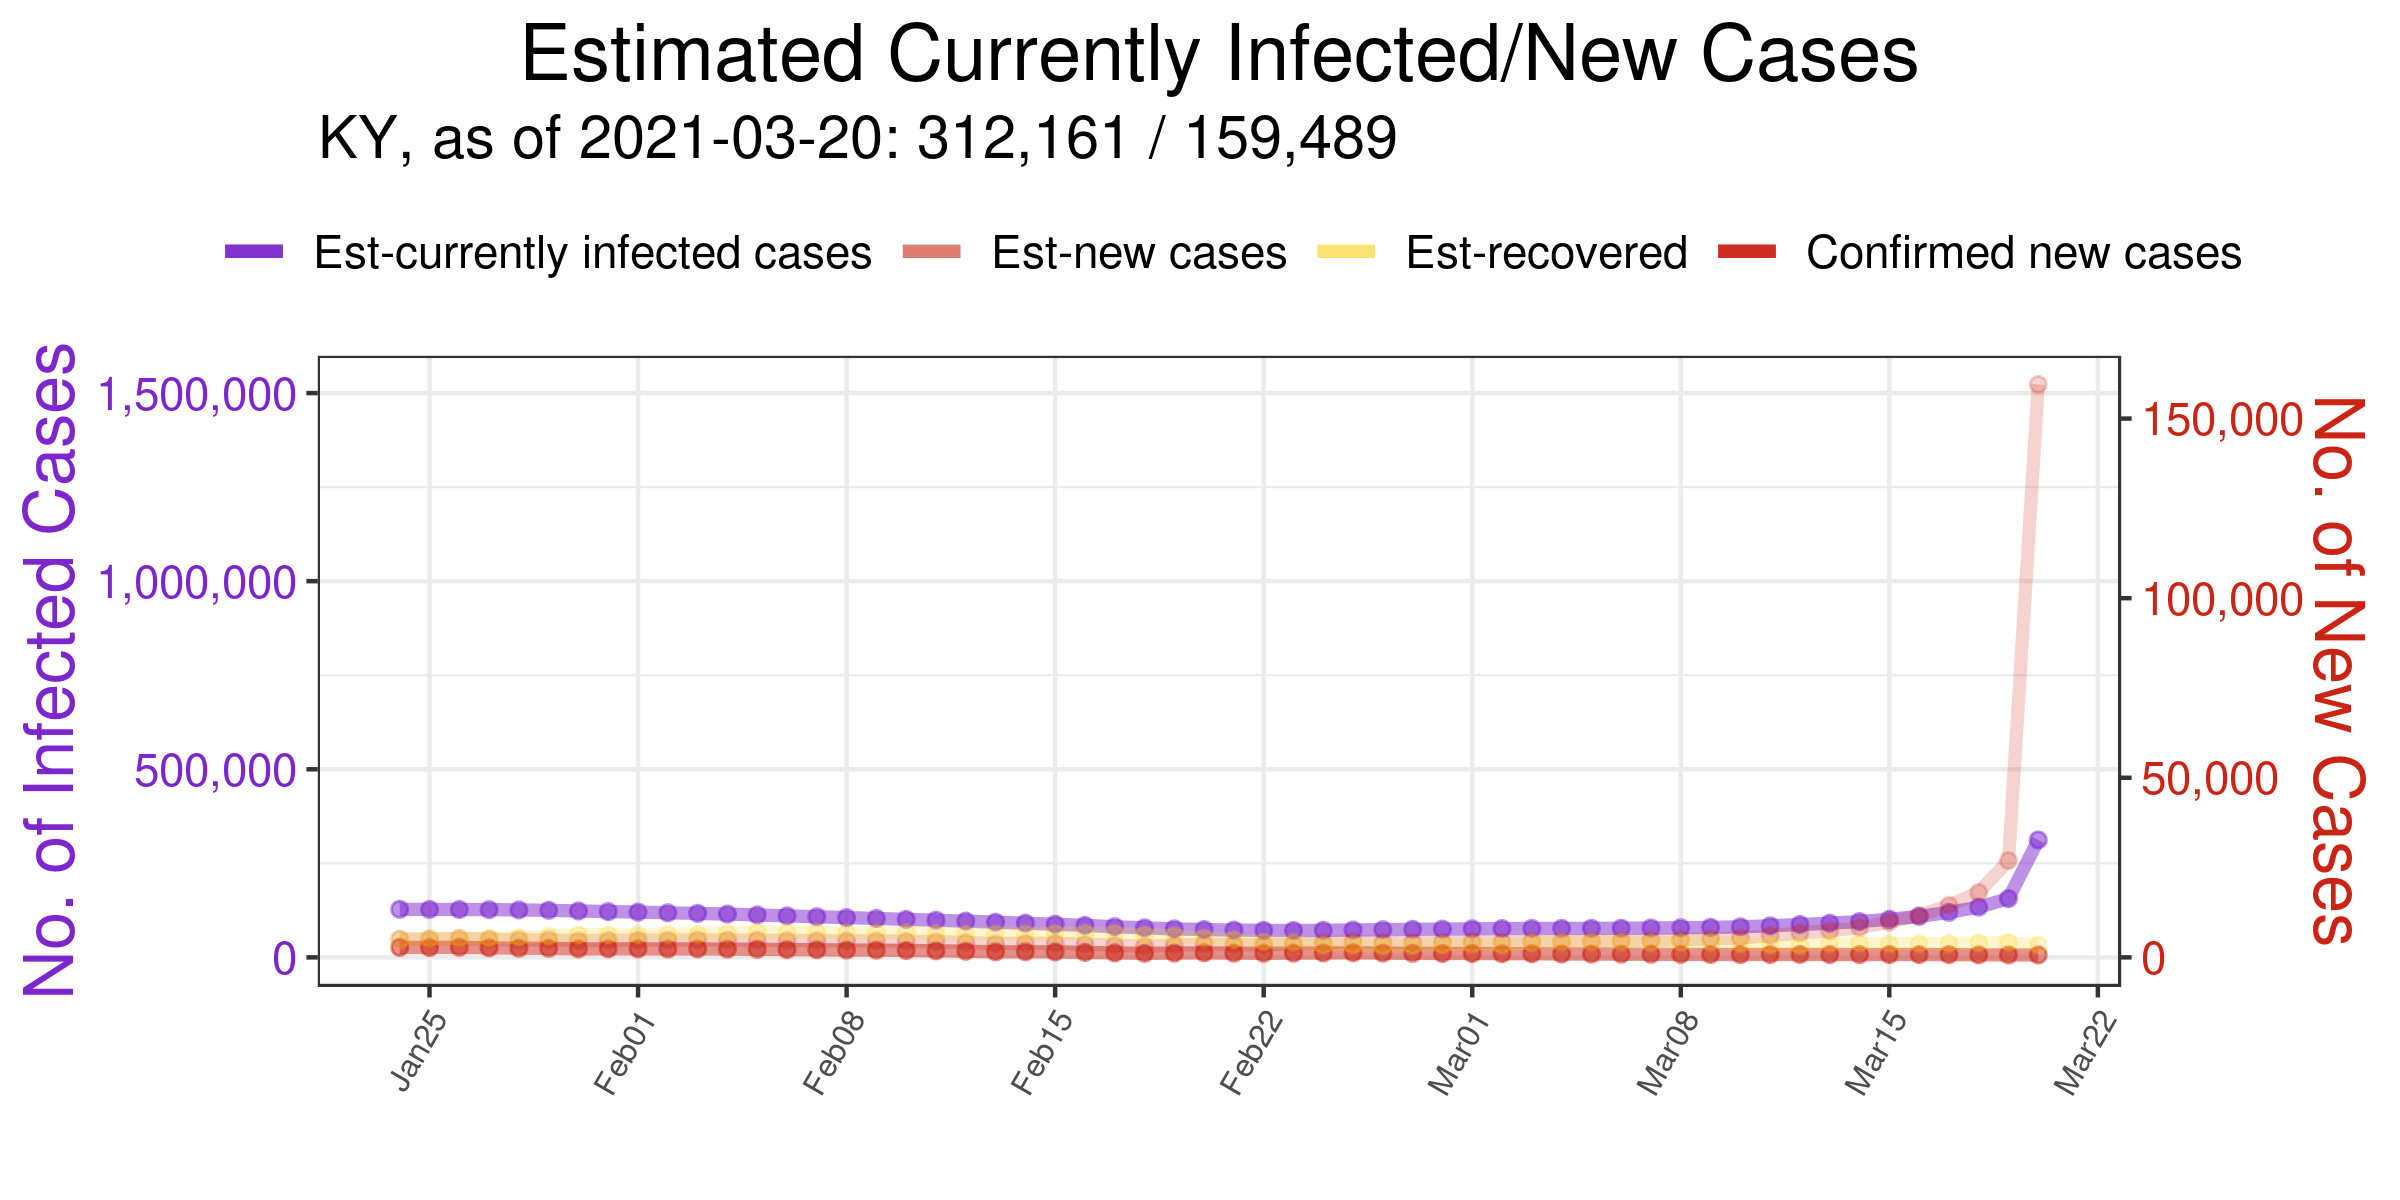 Estimated Currently Infected/New Cases
KY, as of 2021-03-20: 312,161 / 159,489
Est-currently infected cases Est-new cases Est-recovered Confirmed new cases
No. of Infected Cases
1,500,000
1,000,000
500,000
0
150,000
100,000
50,000
0
No. of New Cases
Jan25 Feb01 Feb08 Feb15 Feb22 Mar01 Mar08 Mar15 Mar22